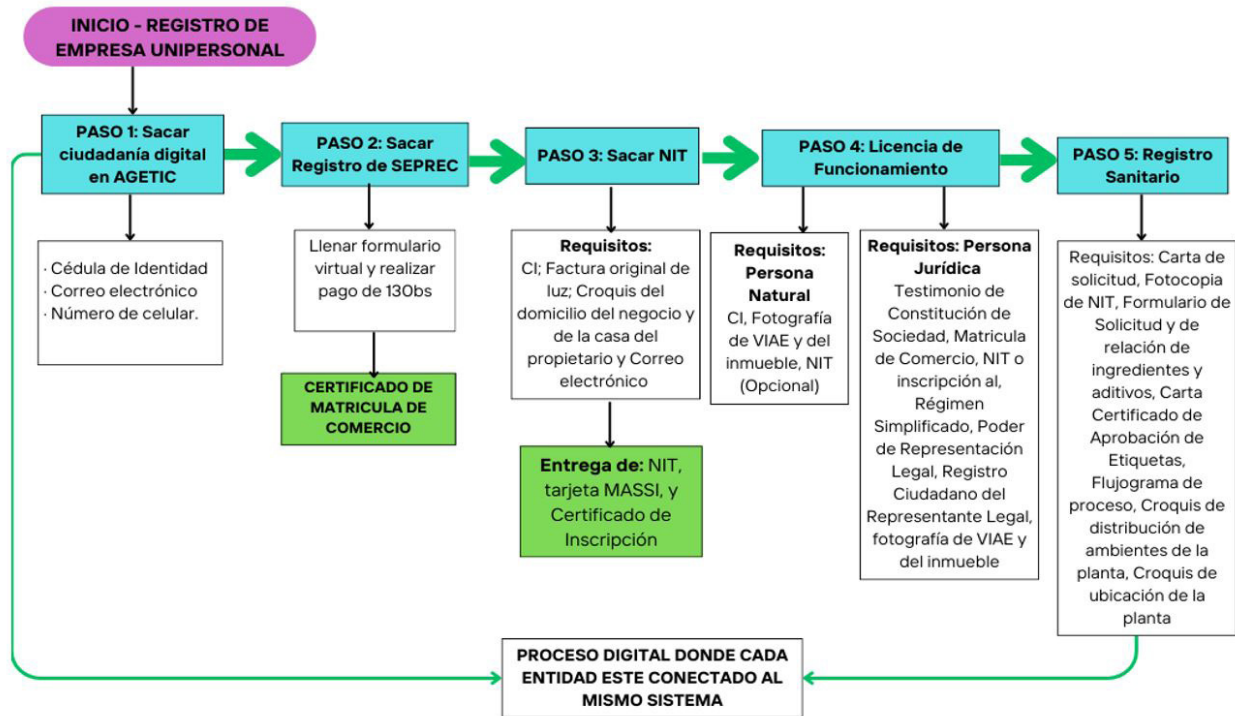 INICIO - REGISTRO DE
EMPRESA UNIPERSONAL
PASO 1: Sacar
ciudadanía digital
en AGETIC
PASO 2: Sacar
Registro de SEPREC
PASO 3: Sacar NIT
PASO 4: Licencia de
Funcionamiento
PASO 5: Registro
Sanitario
· Cédula de Identidad
· Correo electrónico
· Número de celular.
Llenar formulario
virtual y realizar
pago de 130bs
CERTIFICADO DE
MATRICULA DE
COMERCIO
Requisitos:
CI; Factura original de
luz; Croquis del
domicilio del negocio y
de la casa del
propietario y Correo
electrónico
Entrega de: NIT,
tarjeta MASSI, y
Certificado de
Inscripción
Requisitos:
Persona
Natural
CI, Fotografía
de VIAE y del
inmueble, NIT
(Opcional)
Requisitos: Persona
Jurídica
Testimonio de
Constitución de
Sociedad, Matricula
de Comercio, NIT o
inscripción al,
Régimen
Simplificado, Poder
de Representación
Legal, Registro
Ciudadano del
Representante Legal,
fotografía de VIAE y
del inmueble
Requisitos: Carta de
solicitud, Fotocopia
de NIT, Formulario de
Solicitud y de
relación de
ingredientes y
aditivos, Carta
Certificado de
Aprobación de
Etiquetas,
Flujograma de
proceso, Croquis de
distribución de
ambientes de la
planta, Croquis de
ubicación de la
planta
PROCESO DIGITAL DONDE CADA
ENTIDAD ESTE CONECTADO AL
MISMO SISTEMA